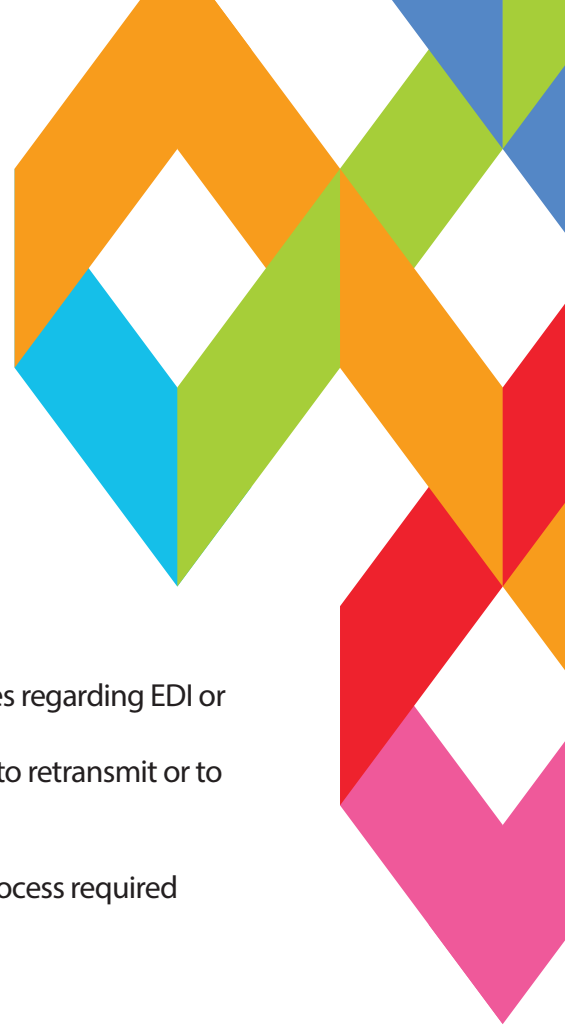 es regarding EDI or
to retransmit or to
ocess required